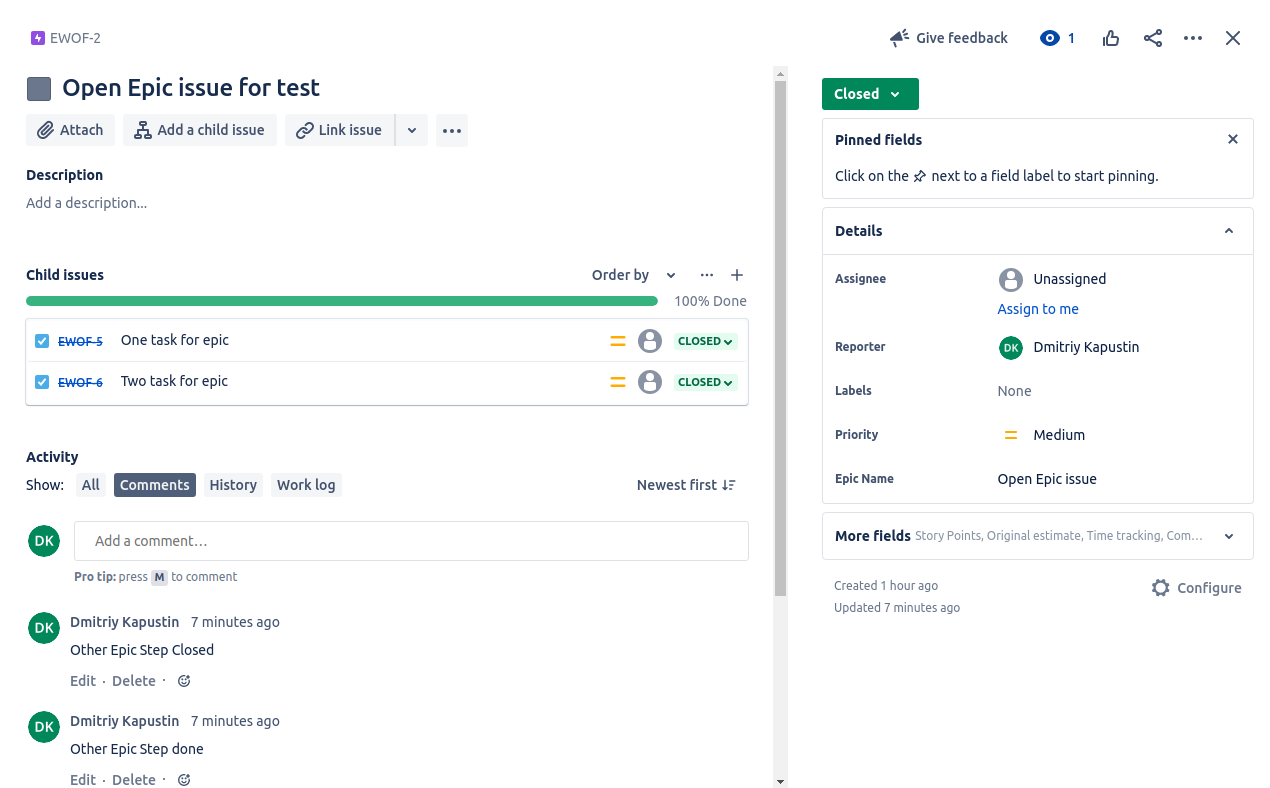 EWOF-2
Give feedback
1
Open Epic issue for test
Attach
Add a child issue
Link issue
Description
Add a description...
Child issues
Order by
100% Done
EWOF-5 One task for epic CLOSED
EWOF-6 Two task for epic CLOSED
Activity
Show: All Comments History Work log Newest first
DK Add a comment…
Pro tip: press M to comment
DK Dmitriy Kapustin 7 minutes ago
Other Epic Step Closed
Edit · Delete ·
DK Dmitriy Kapustin 7 minutes ago
Other Epic Step done
Edit · Delete ·
Closed
Pinned fields
Click on the next to a field label to start pinning.
Details
Assignee Unassigned
Assign to me
Reporter DK Dmitriy Kapustin
Labels None
Priority Medium
Epic Name Open Epic issue
More fields Story Points, Original estimate, Time tracking, Com…
Created 1 hour ago
Updated 7 minutes ago
Configure